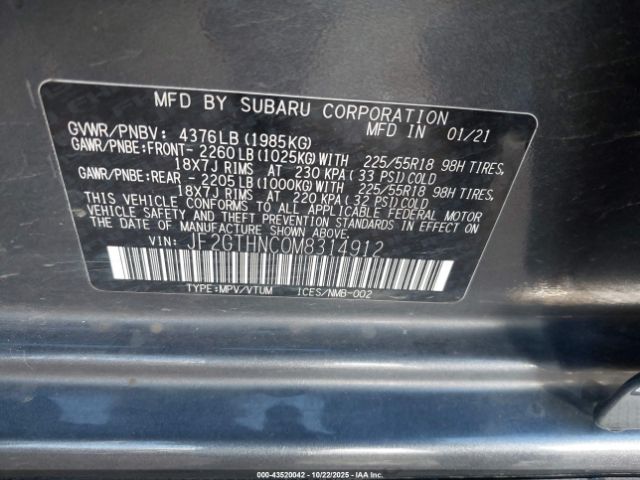 MFD BY SUBARU CORPORATION
MFD IN 01/21
GVWR/PNBV: 4376LB(1985KG)
GAWR/PNBE:FRONT- 2260LB(1025KG)WITH 225/55R18 98H TIRES,
18X7J RIMS AT 230 KPA(33 PSI)COLD
GAWR/PNBE:REAR - 2205LB(1000KG)WITH 225/55R18 98H TIRES,
18X7J RIMS AT 220 KPA(32 PSI)COLD
THIS VEHICLE CONFORMS TO ALL APPLICABLE FEDERAL MOTOR
VEHICLE SAFETY AND THEFT PREVENTION STANDARDS IN EFFECT ON
THE DATE OF MANUFACTURE SHOWN ABOVE.
VIN: JF2GTHNC0M8314912
TYPE:MPV/VTUM 1CES/NMB-002
© 43520042 - 10/22/2025 - IAA Inc.